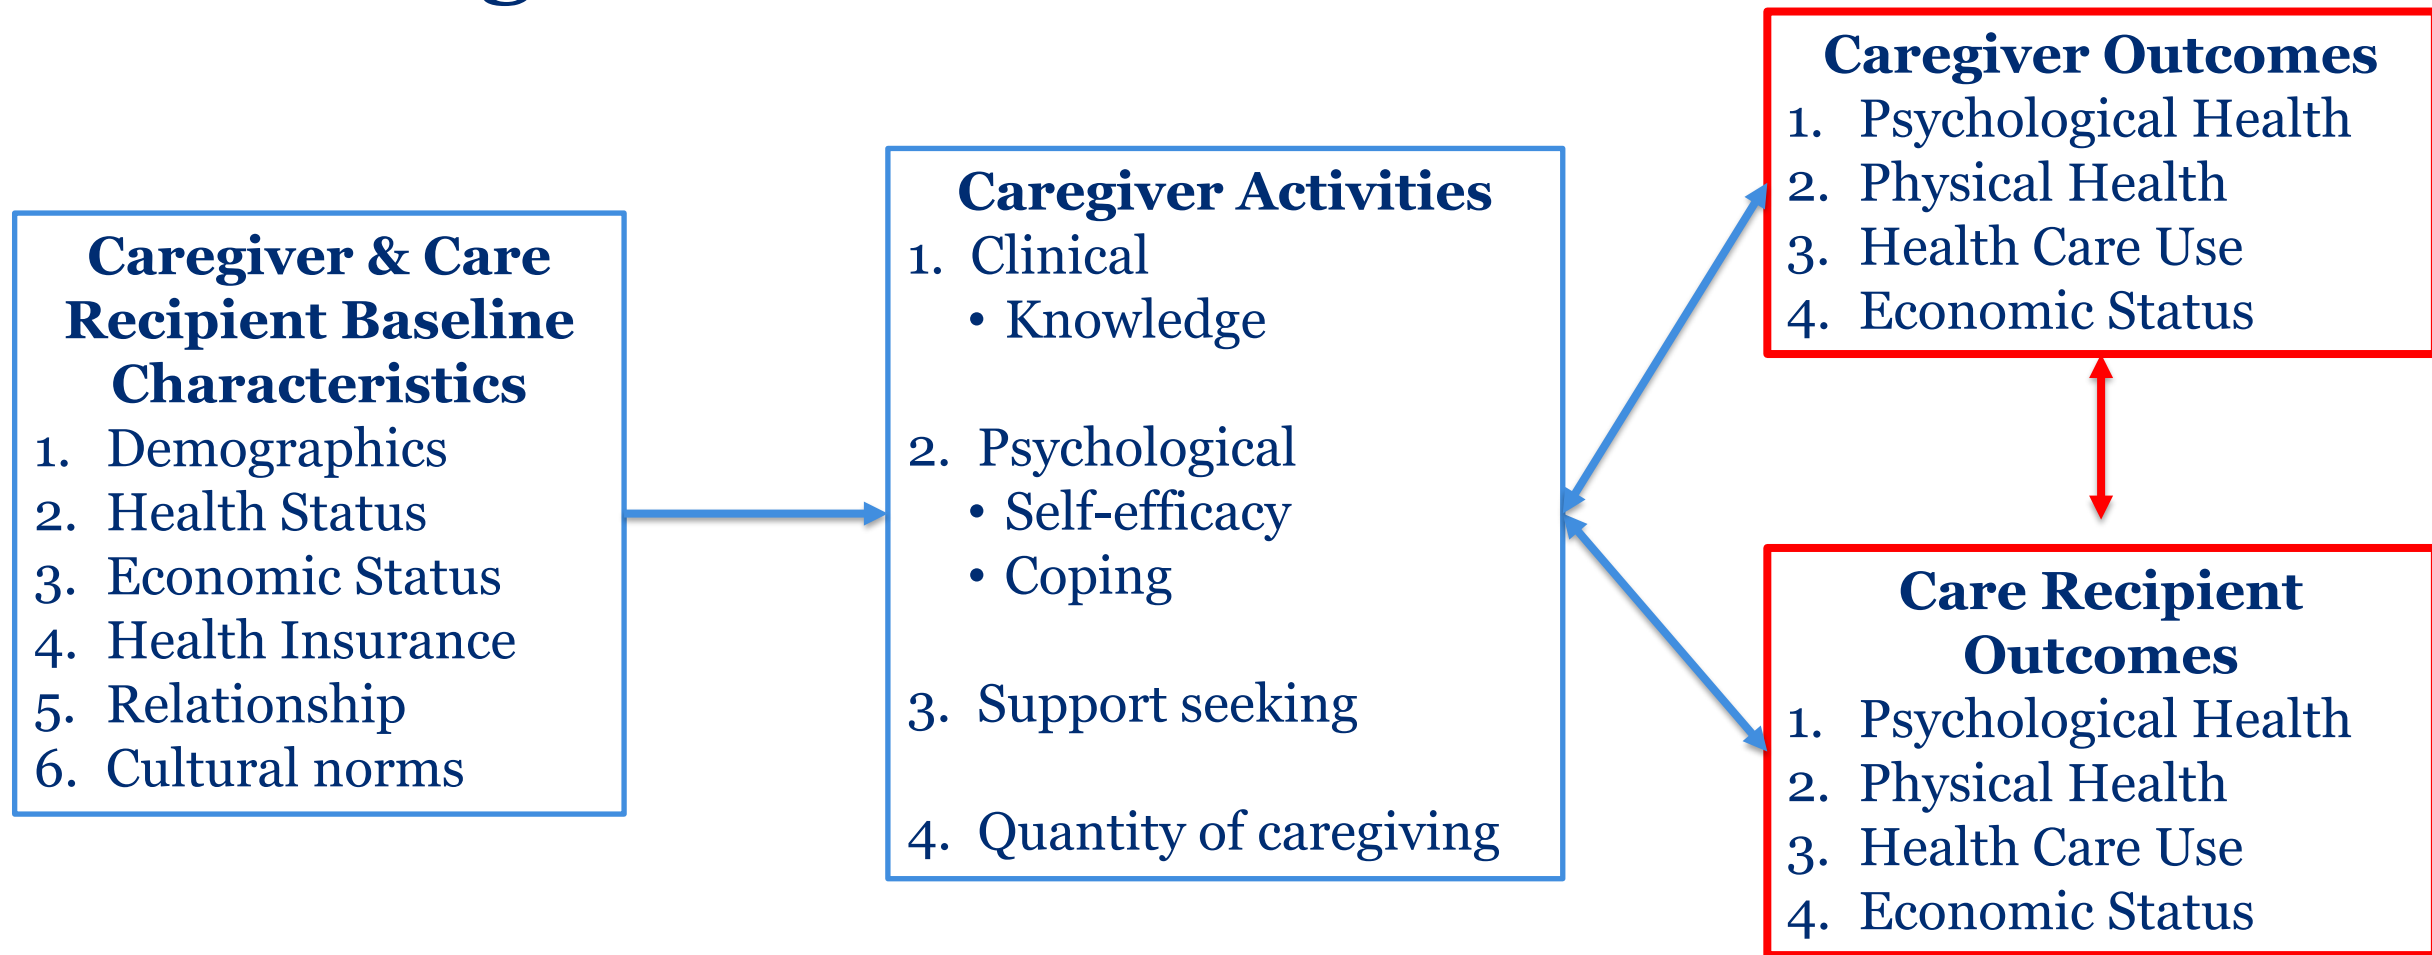 Caregiver & Care
Recipient Baseline
Characteristics
1. Demographics
2. Health Status
3. Economic Status
4. Health Insurance
5. Relationship
6. Cultural norms
Caregiver Activities
1. Clinical
• Knowledge
2. Psychological
• Self-efficacy
• Coping
3. Support seeking
4. Quantity of caregiving
Caregiver Outcomes
1. Psychological Health
2. Physical Health
3. Health Care Use
4. Economic Status
Care Recipient
Outcomes
1. Psychological Health
2. Physical Health
3. Health Care Use
4. Economic Status